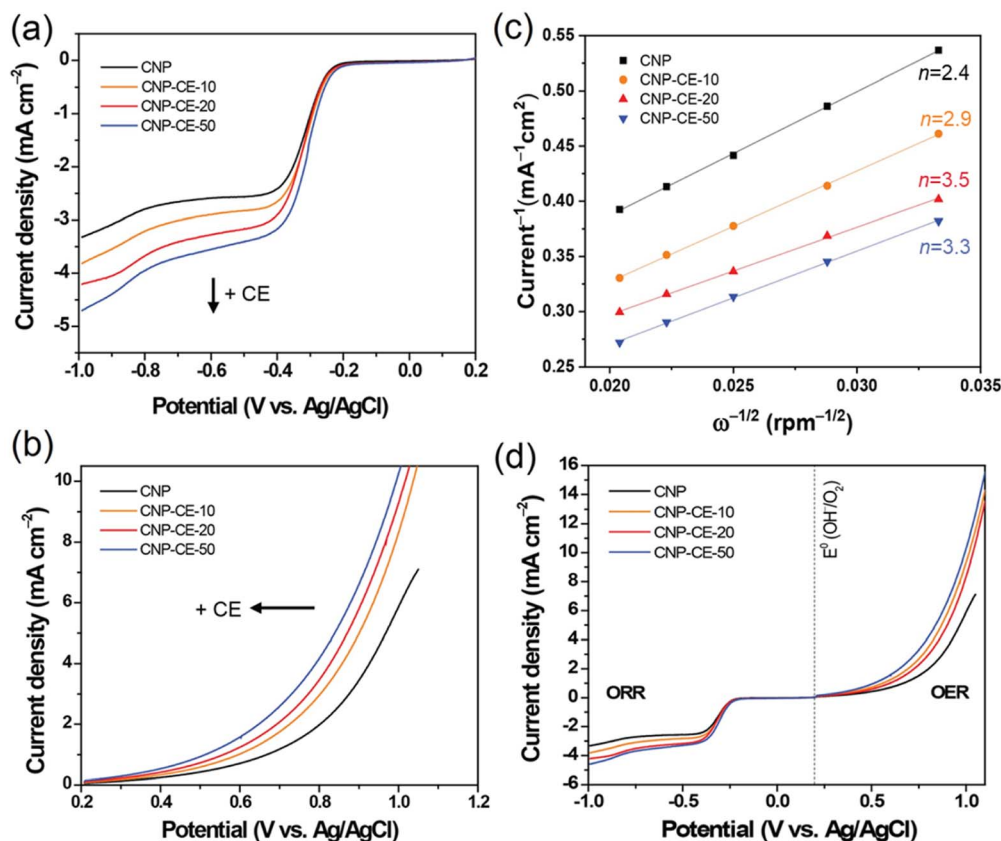 (a)
CNP
CNP-CE-10
CNP-CE-20
CNP-CE-50
+ CE
Current density (mA cm⁻²)
0
-1
-2
-3
-4
-5
-1.0 -0.8 -0.6 -0.4 -0.2 0.0 0.2
Potential (V vs. Ag/AgCl)
(c)
CNP
CNP-CE-10
CNP-CE-20
CNP-CE-50
n=2.4
n=2.9
n=3.5
n=3.3
Current⁻¹(mA⁻¹cm²)
0.55
0.50
0.45
0.40
0.35
0.30
0.25
0.020 0.025 0.030 0.035
ω⁻¹/² (rpm⁻¹/²)
(b)
CNP
CNP-CE-10
CNP-CE-20
CNP-CE-50
+ CE
Current density (mA cm⁻²)
10
8
6
4
2
0
0.2 0.4 0.6 0.8 1.0 1.2
Potential (V vs. Ag/AgCl)
(d)
CNP
CNP-CE-10
CNP-CE-20
CNP-CE-50
E⁰ (OH⁻/O₂)
ORR
OER
Current density (mA cm⁻²)
16
14
12
10
8
6
4
2
0
-2
-4
-6
-1.0 -0.5 0.0 0.5 1.0
Potential (V vs. Ag/AgCl)